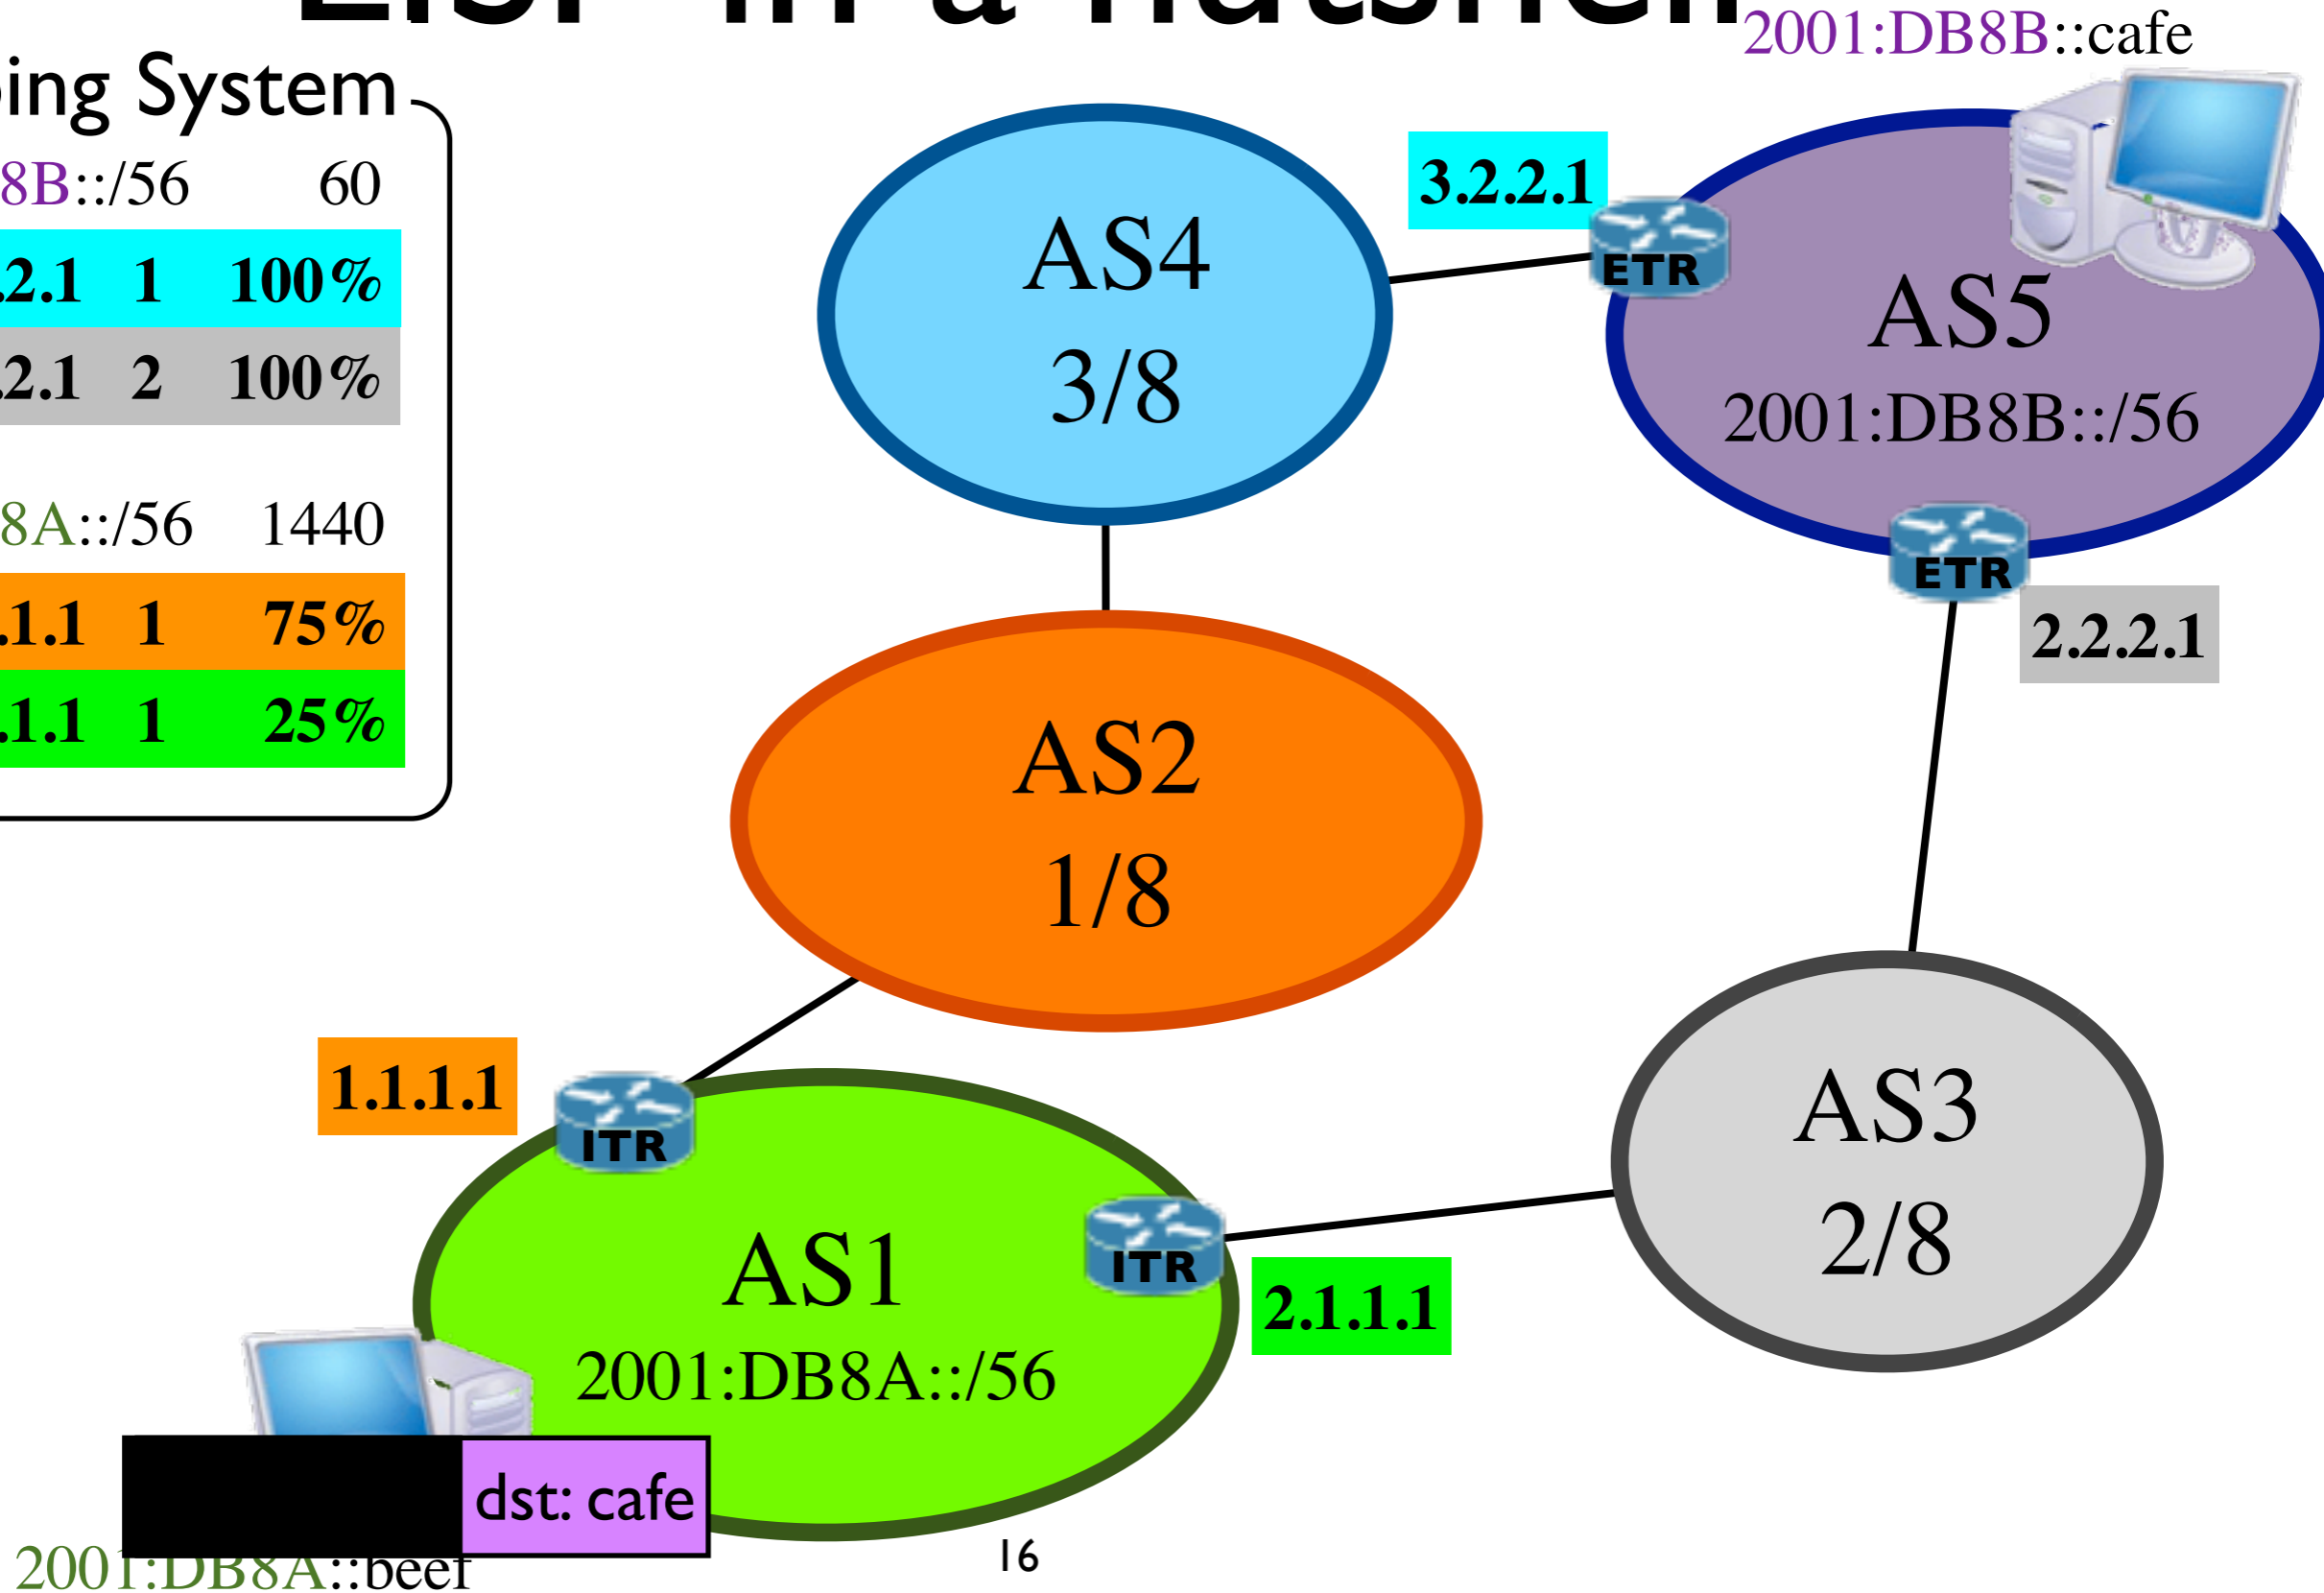 in a nutshell
2001:DB8B::cafe
ing System
8B::/56 60
.2.1 1 100%
.2.1 2 100%
8A::/56 1440
.1.1 1 75%
.1.1 1 25%
AS4
3/8
3.2.2.1
ETR
AS5
2001:DB8B::/56
ETR
2.2.2.1
AS2
1/8
1.1.1.1
ITR
AS1
2001:DB8A::/56
ITR
2.1.1.1
AS3
2/8
dst: cafe
2001:DB8A::beef
16